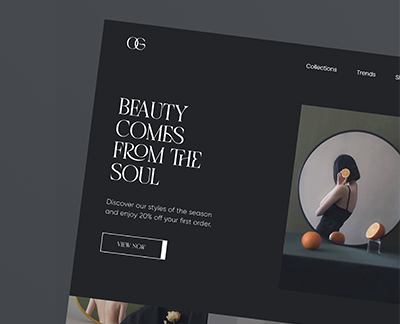 OG
Collections
Trends
BEAUTY
COMES
FROM THE
SOUL
Discover our styles of the season
and enjoy 20% off your first order.
VIEW NOW